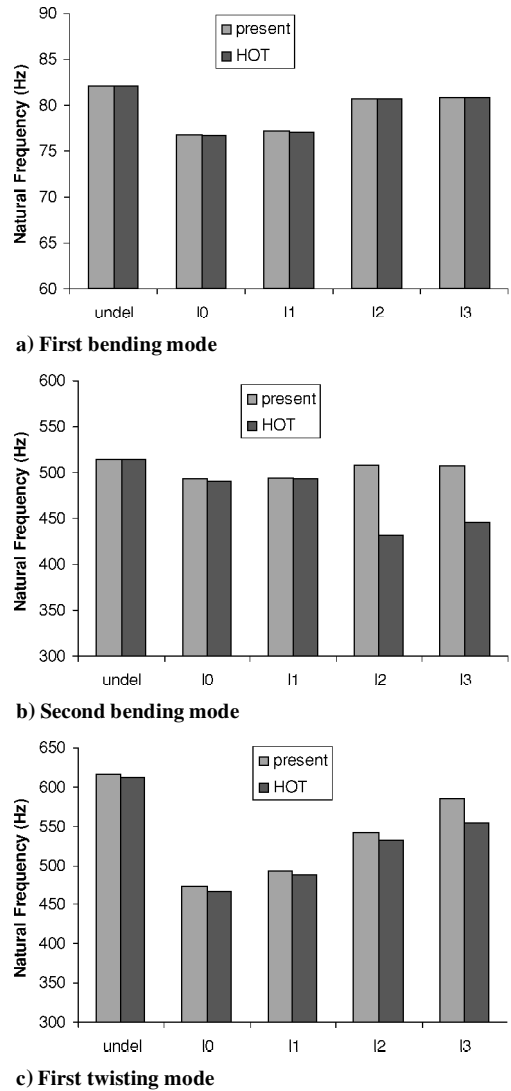 90
85
80
75
70
65
60
Natural Frequency (Hz)
present
HOT
undel l0 l1 l2 l3
a) First bending mode
600
550
500
450
400
350
300
Natural Frequency (Hz)
present
HOT
undel l0 l1 l2 l3
b) Second bending mode
650
600
550
500
450
400
350
300
Natural Frequency (Hz)
present
HOT
undel l0 l1 l2 l3
c) First twisting mode